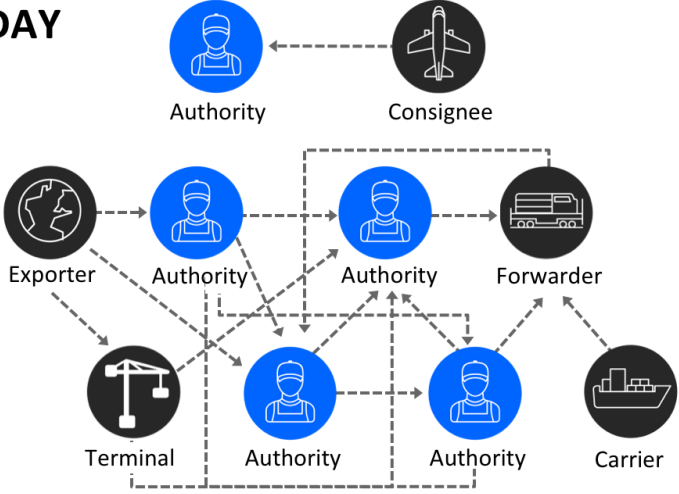 DAY
Authority
Consignee
Exporter
Authority
Authority
Forwarder
Terminal
Authority
Authority
Carrier